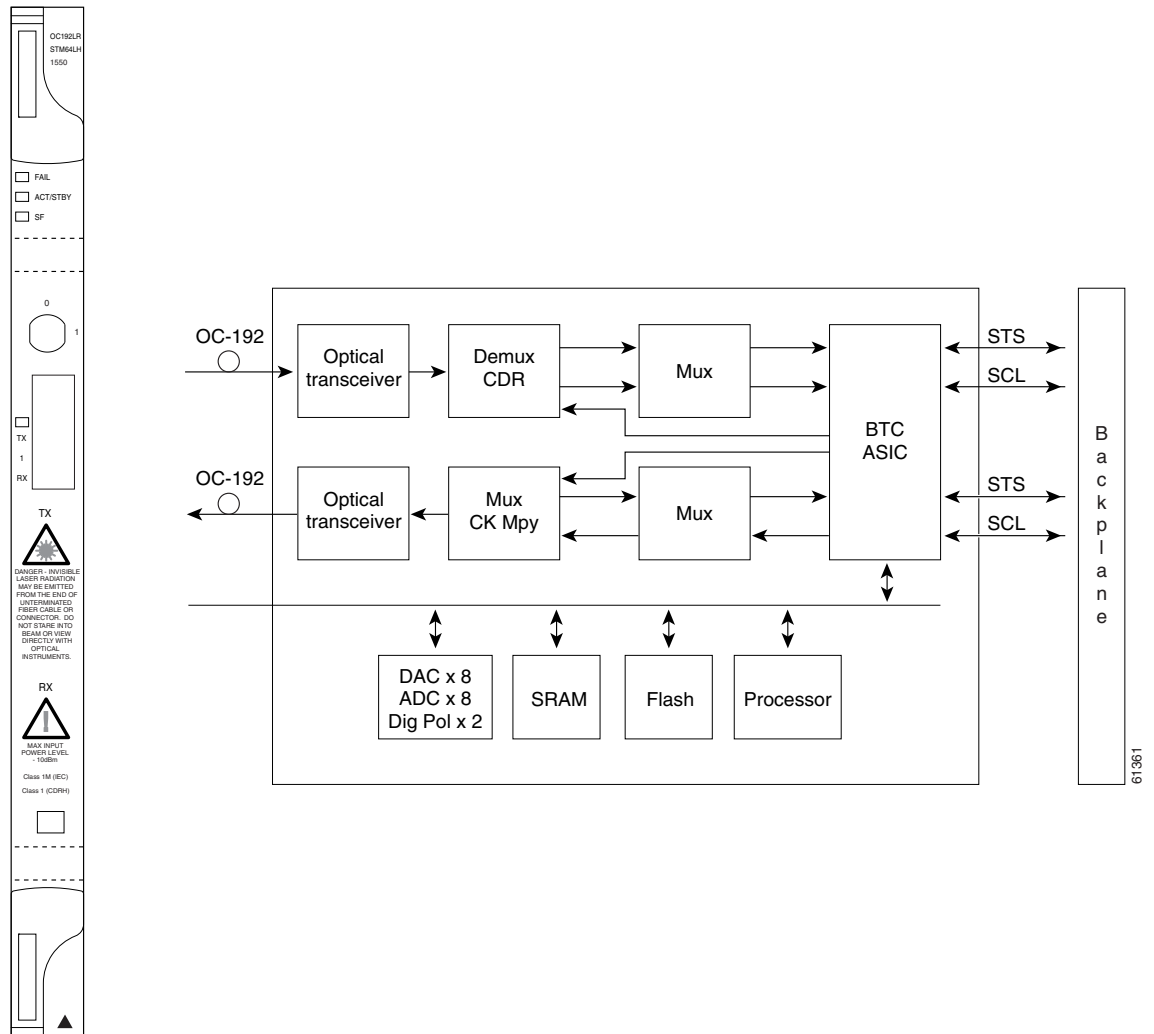 OC192LR
STM64LH
1550
FAIL
ACT/STBY
SF
0
1
TX
1
RX
TX
DANGER - INVISIBLE
LASER RADIATION
MAY BE EMITTED
FROM THE END OF
UNTERMINATED
FIBER CABLE OR
CONNECTOR. DO
NOT STARE INTO
BEAM OR VIEW
DIRECTLY WITH
OPTICAL
INSTRUMENTS.
RX
!
MAX INPUT
POWER LEVEL
- 10dBm
Class 1M (IEC)
Class 1 (CDRH)
OC-192
Optical
transceiver
Demux
CDR
Mux
BTC
ASIC
STS
SCL
OC-192
Optical
transceiver
Mux
CK Mpy
Mux
STS
SCL
DAC x 8
ADC x 8
Dig Pol x 2
SRAM
Flash
Processor
Backplane
61361